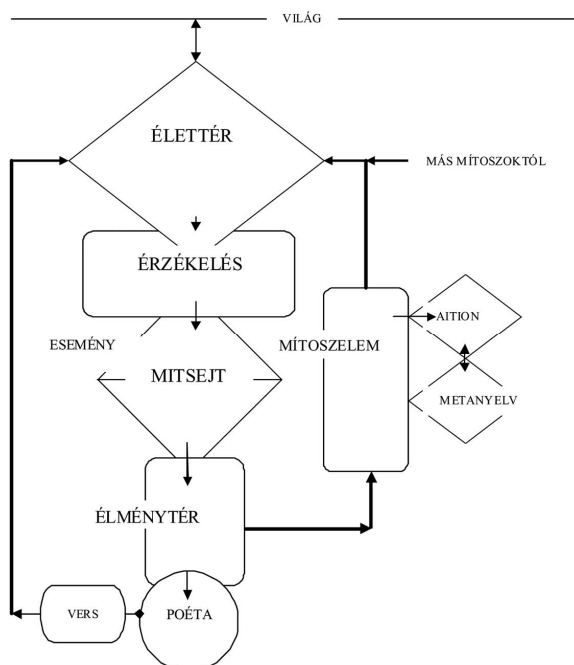 VILÁG
ÉLETTÉR
MÁS MÍTOSZOKTÓL
ÉRZÉKELÉS
AITION
ESEMÉNY
MÍTOSZELEM
MITSEJT
METANYELV
ÉLMÉNYTÉR
VERS
POÉTA